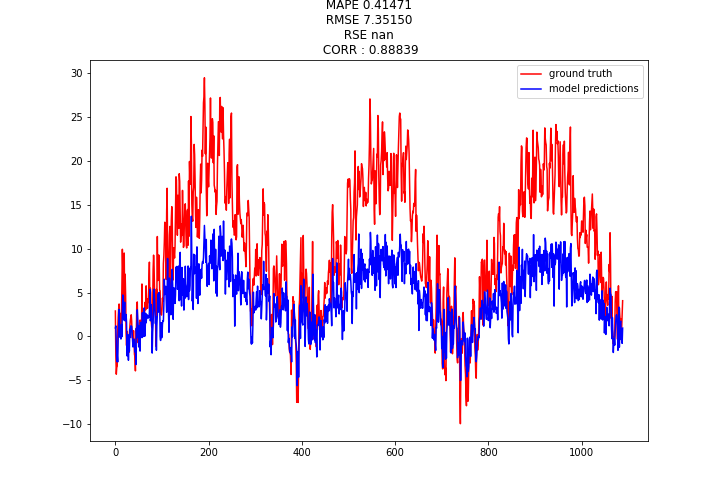 MAPE 0.41471
RMSE 7.35150
RSE nan
CORR : 0.88839
ground truth
model predictions
30
25
20
15
10
5
0
−5
−10
0
200
400
600
800
1000